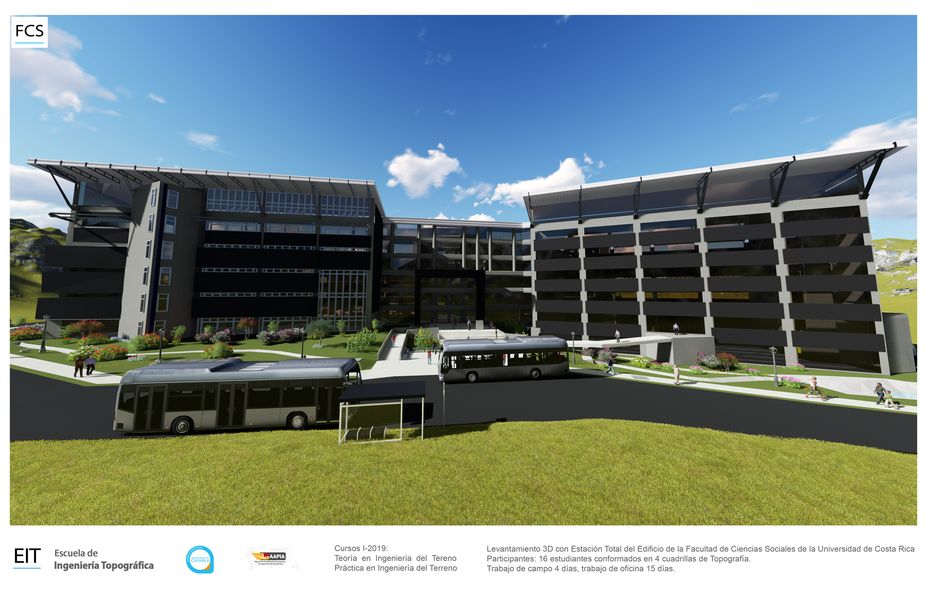 FCS
EIT
Escuela de
Ingeniería Topográfica
AAPIA
Cursos I-2019:
Teoría en Ingeniería del Tereno
Práctica en Ingeniería del Terreno
Levantamiento 3D con Estación Total del Edificio de la Facultad de Ciencias Sociales de la Universidad de Costa Rica
Participantes: 16 estudiantes conformados en 4 cuadrillas de Topografía.
Trabajo de campo 4 días, trabajo de oficina 15 días.